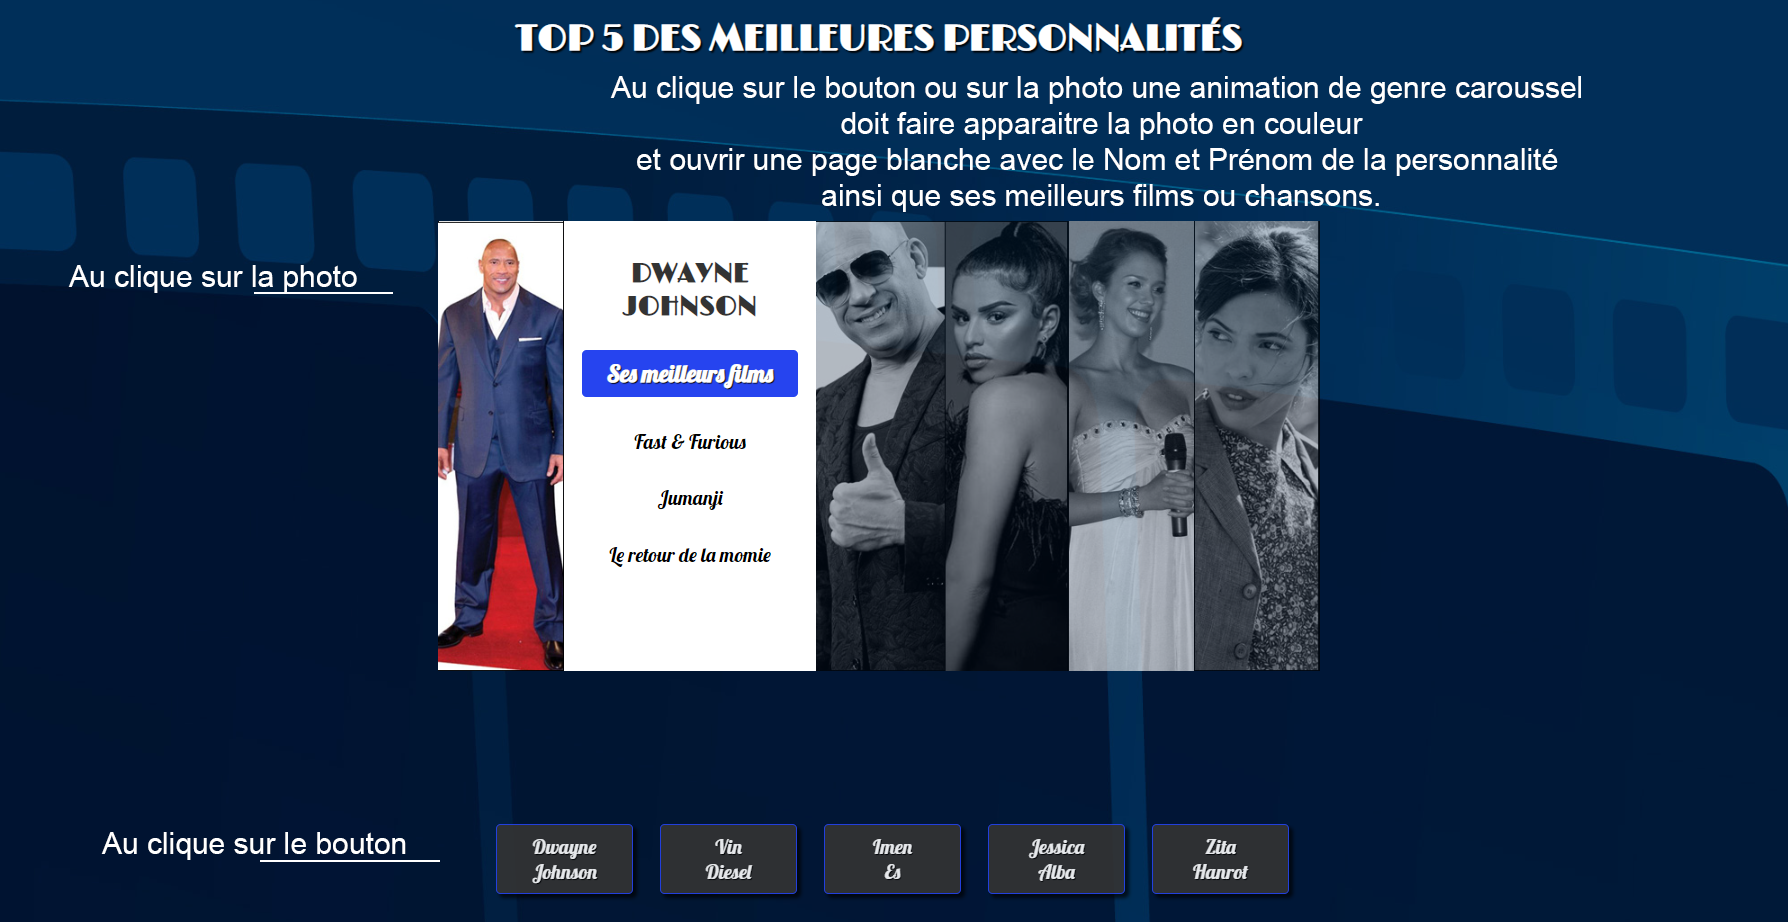 TOP 5 DES MEILLEURES PERSONNALITÉS
Au clique sur le bouton ou sur la photo une animation de genre caroussel
doit faire apparaitre la photo en couleur
et ouvrir une page blanche avec le Nom et Prénom de la personnalité
ainsi que ses meilleurs films ou chansons.
Au clique sur la photo
DWAYNE
JOHNSON
Ses meilleurs films
Fast & Furious
Jumanji
Le retour de la momie
Au clique sur le bouton
Dwayne
Johnson
Vin
Diesel
Imen
Es
Jessica
Alba
Zita
Hanrot